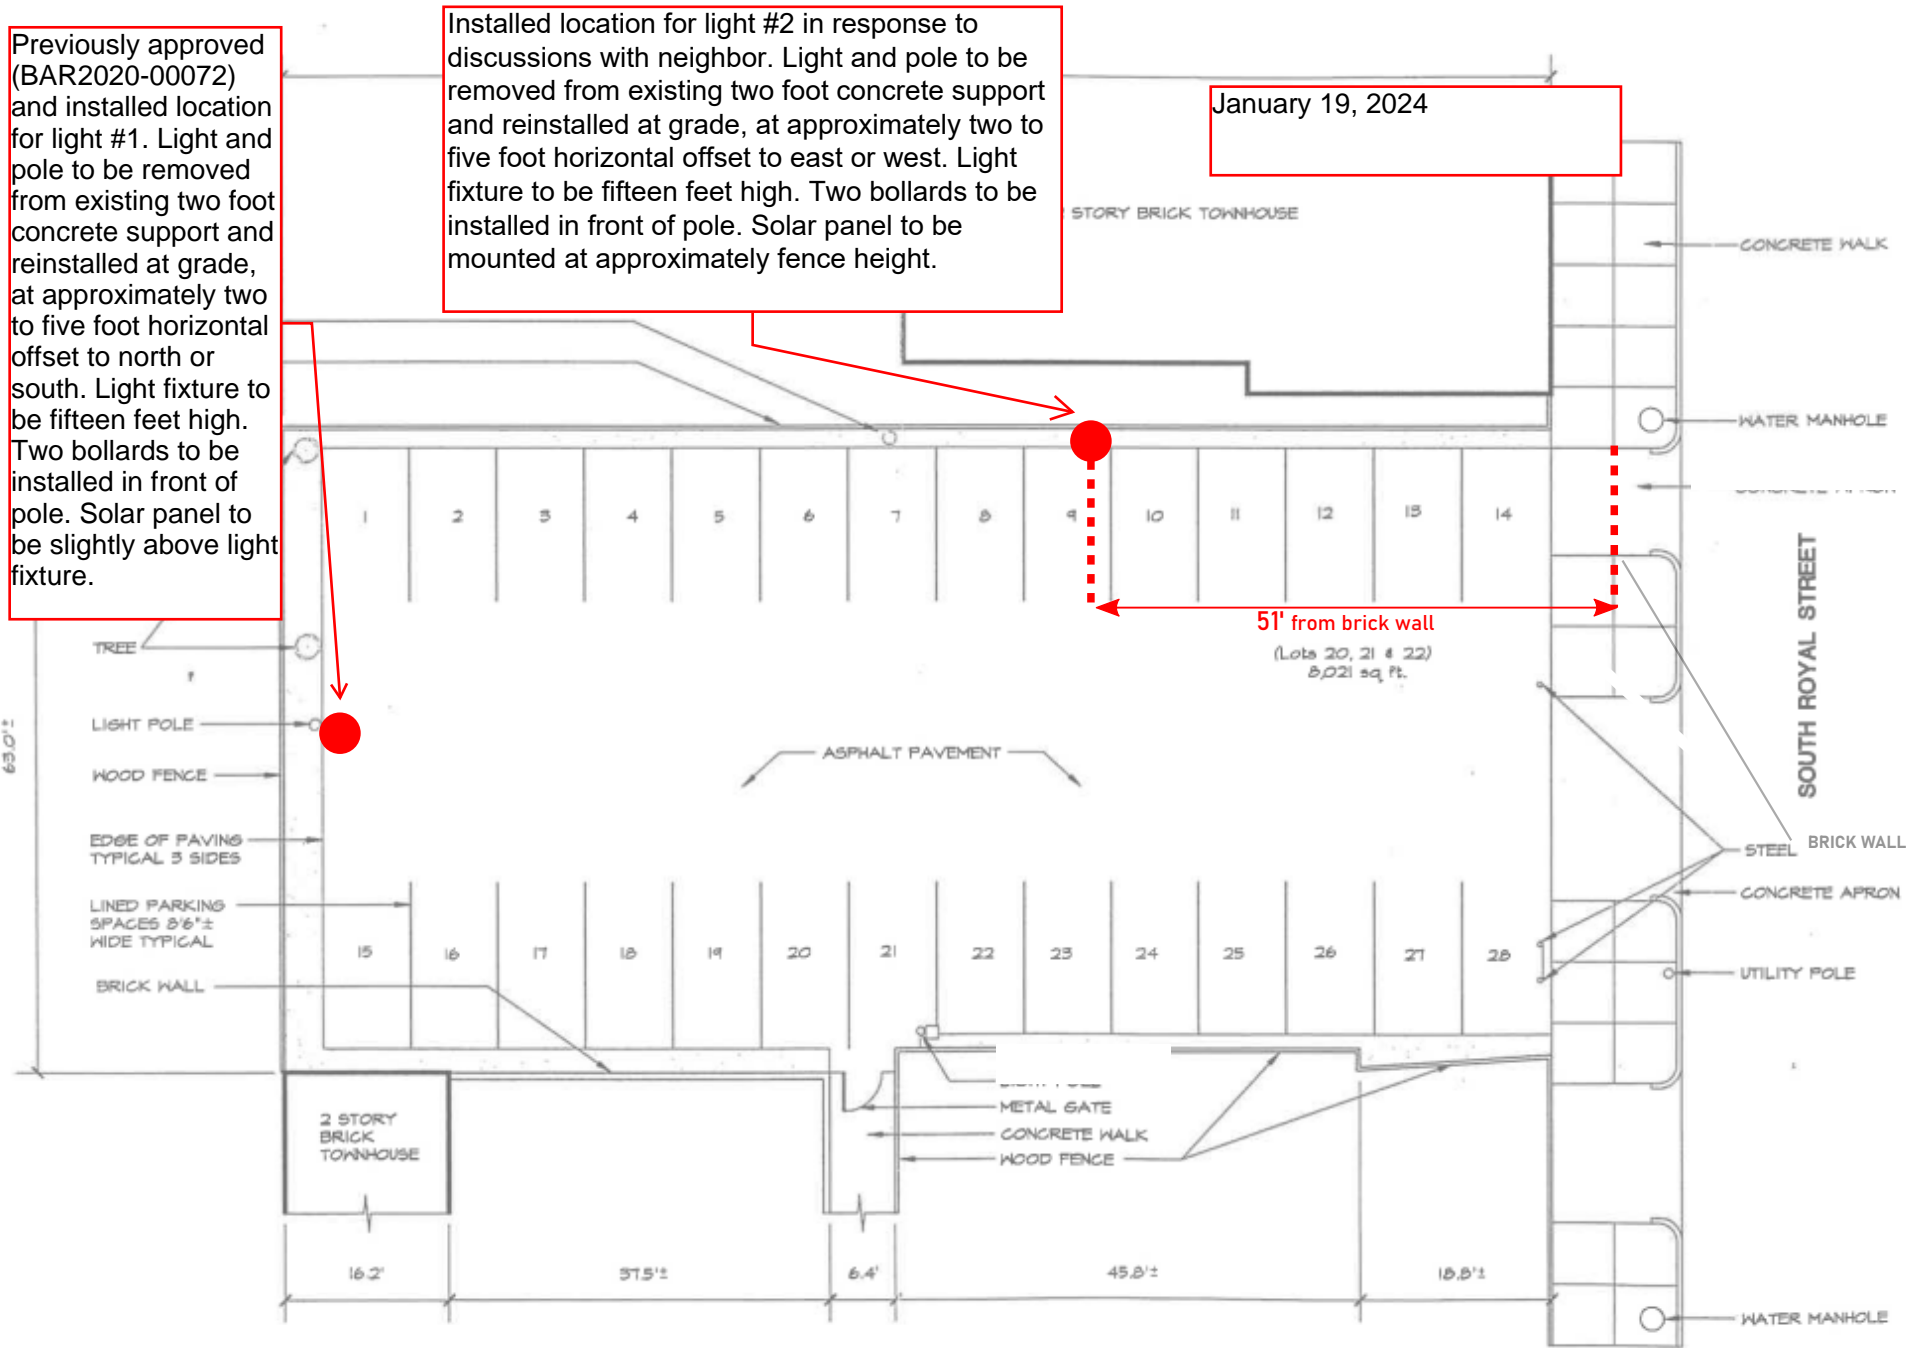 Previously approved
(BAR2020-00072)
and installed location
for light #1. Light and
pole to be removed
from existing two foot
concrete support and
reinstalled at grade,
at approximately two
to five foot horizontal
offset to north or
south. Light fixture to
be fifteen feet high.
Two bollards to be
installed in front of
pole. Solar panel to
be slightly above light
fixture.
Installed location for light #2 in response to
discussions with neighbor. Light and pole to be
removed from existing two foot concrete support
and reinstalled at grade, at approximately two to
five foot horizontal offset to east or west. Light
fixture to be fifteen feet high. Two bollards to be
installed in front of pole. Solar panel to be
mounted at approximately fence height.
January 19, 2024
STORY BRICK TOWNHOUSE
CONCRETE WALK
WATER MANHOLE
CONCRETE APRON
1 2 3 4 5 6 7 8 9 10 11 12 13 14
51' from brick wall
(Lots 20, 21 & 22)
8,021 sq. ft.
SOUTH ROYAL STREET
TREE
LIGHT POLE
WOOD FENCE
63.0'±
ASPHALT PAVEMENT
EDGE OF PAVING
TYPICAL 3 SIDES
STEEL
BRICK WALL
CONCRETE APRON
LINED PARKING
SPACES 8'6"±
WIDE TYPICAL
15 16 17 18 19 20 21 22 23 24 25 26 27 28
BRICK WALL
UTILITY POLE
METAL GATE
CONCRETE WALK
WOOD FENCE
2 STORY
BRICK
TOWNHOUSE
16.2' 37.5'± 6.4' 45.8'± 18.8'±
WATER MANHOLE